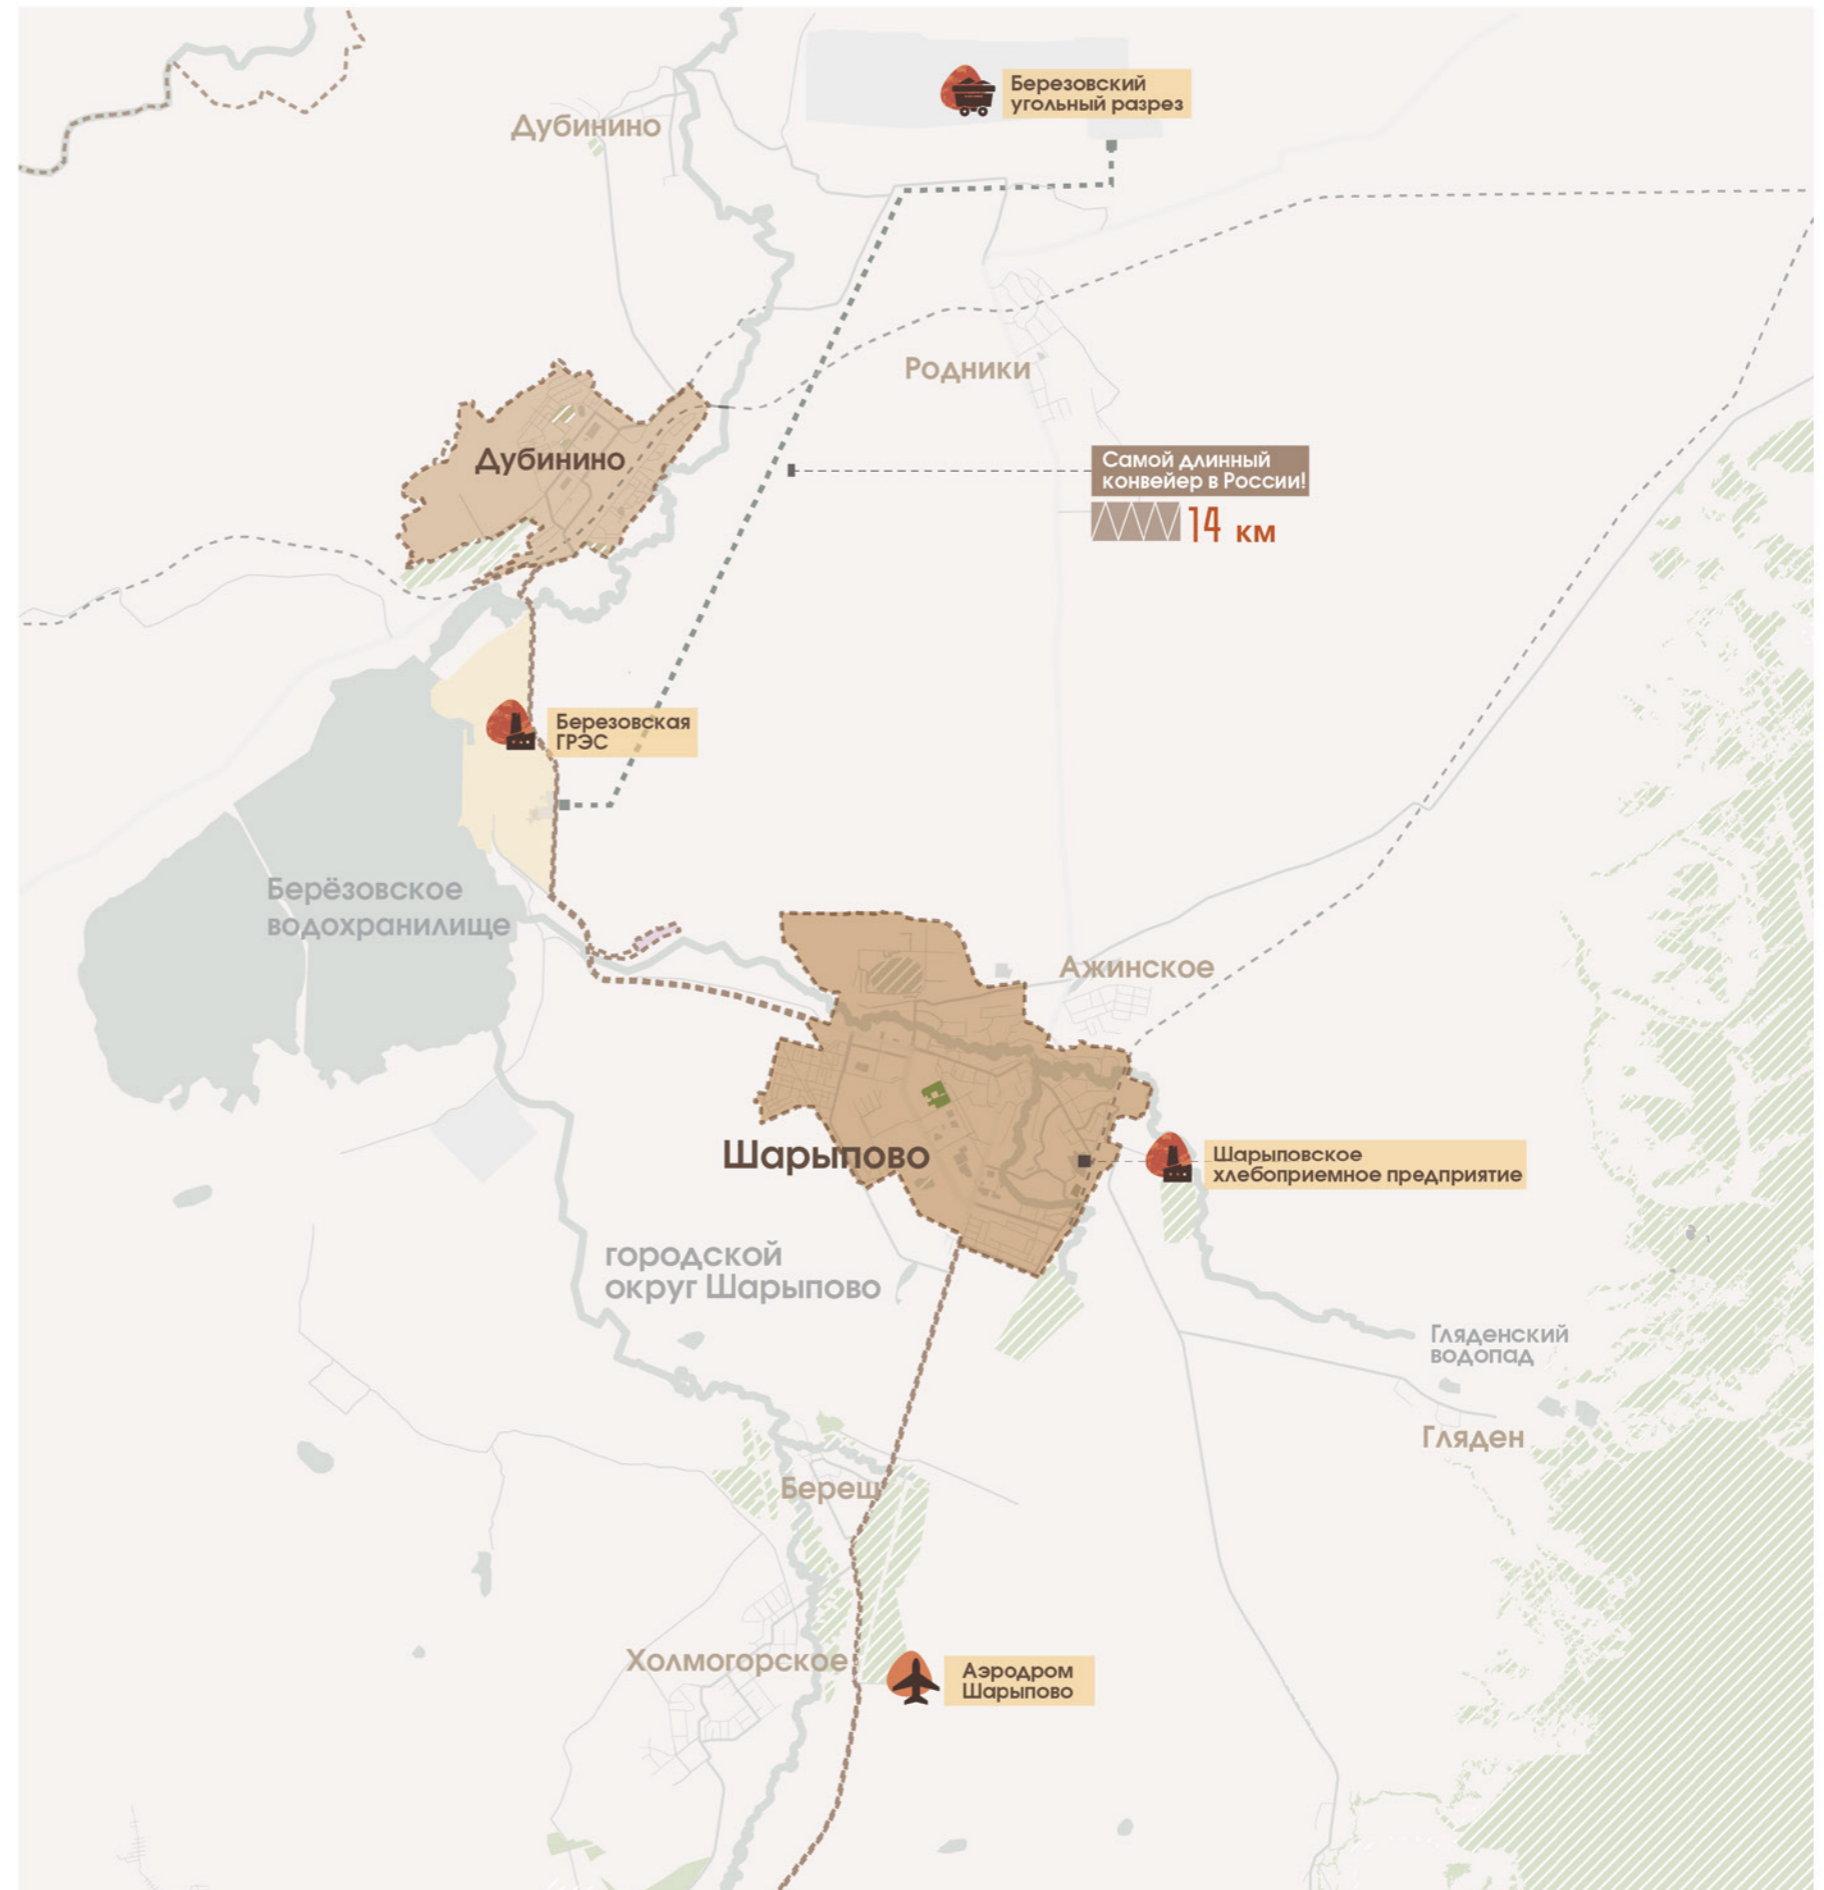 Березовский
угольный разрез
Дубинино
Родники
Дубинино
Самой длинный
конвейер в России!
14 км
Березовская
ГРЭС
Берёзовское
водохранилище
Ажинское
Шарыпово
Шарыповское
хлебоприемное предприятие
городской
округ Шарыпово
Гляденский
водопад
Гляден
Береш
Холмогорское
Аэродром
Шарыпово